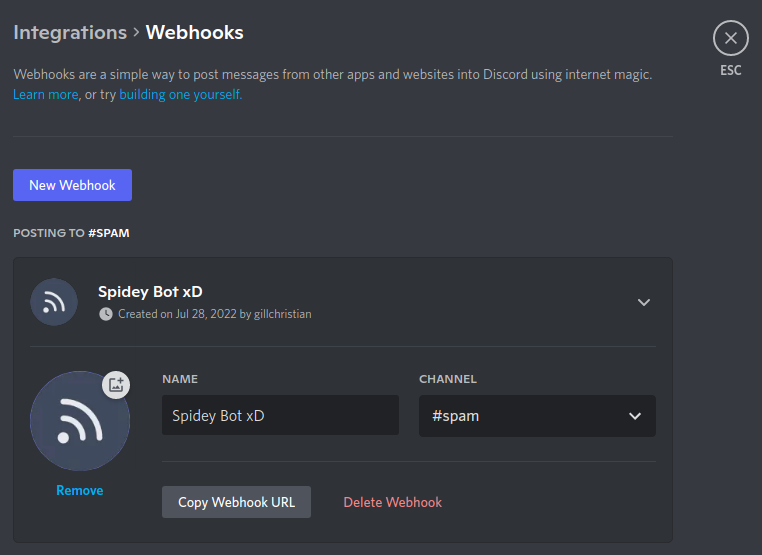 Integrations > Webhooks
ESC
Webhooks are a simple way to post messages from other apps and websites into Discord using internet magic.
Learn more, or try building one yourself.
New Webhook
POSTING TO #SPAM
Spidey Bot xD
Created on Jul 28, 2022 by gillchristian
NAME
CHANNEL
Spidey Bot xD
#spam
Remove
Copy Webhook URL
Delete Webhook